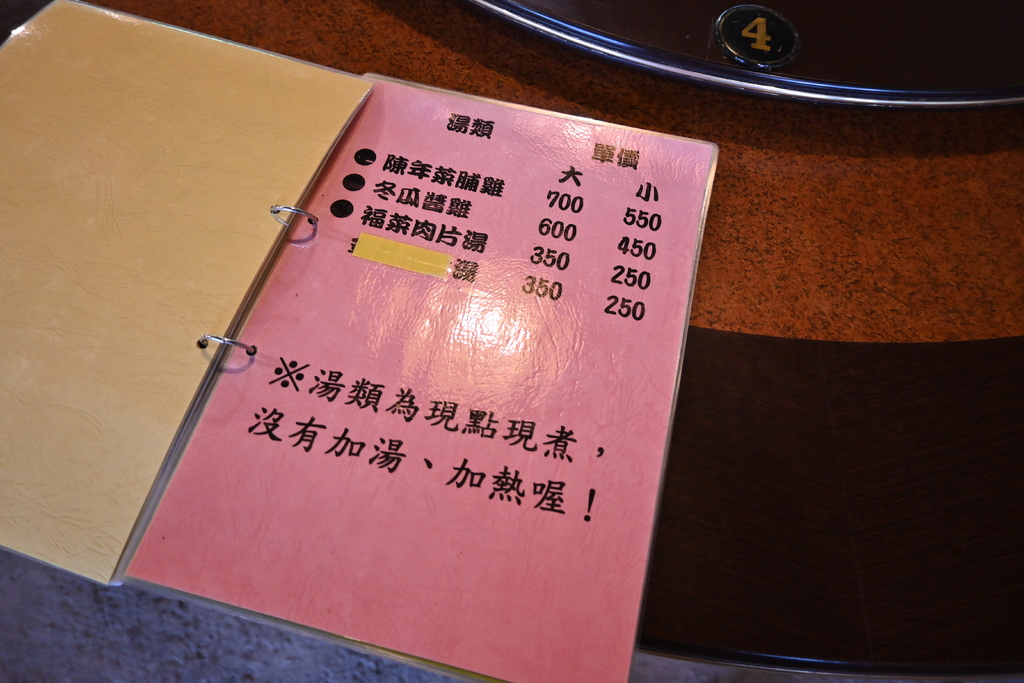 4
湯類 單價
大 小
陳年菜脯雞 700 550
冬瓜醬雞 600 450
福菜肉片湯 350 250
湯 350 250
※湯類為現點現煮，
沒有加湯、加熱喔！